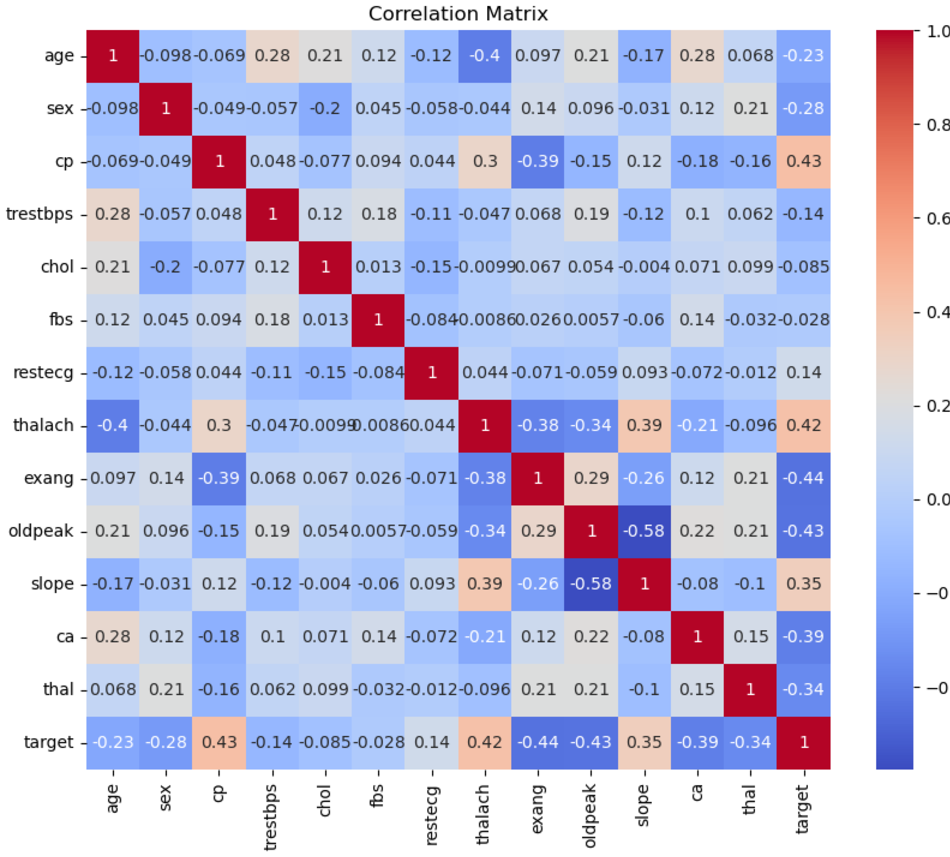 Correlation Matrix
age 1 -0.098 -0.069 0.28 0.21 0.12 -0.12 -0.4 0.097 0.21 -0.17 0.28 0.068 -0.23
sex -0.098 1 -0.049 -0.057 -0.2 0.045 -0.058 -0.044 0.14 0.096 -0.031 0.12 0.21 -0.28
cp -0.069 -0.049 1 0.048 -0.077 0.094 0.044 0.3 -0.39 -0.15 0.12 -0.18 -0.16 0.43
trestbps 0.28 -0.057 0.048 1 0.12 0.18 -0.11 -0.047 0.068 0.19 -0.12 0.1 0.062 -0.14
chol 0.21 -0.2 -0.077 0.12 1 0.013 -0.15 -0.0099 0.067 0.054 -0.004 0.071 0.099 -0.085
fbs 0.12 0.045 0.094 0.18 0.013 1 -0.084 -0.0086 0.026 0.0057 -0.06 0.14 -0.032 -0.028
restecg -0.12 -0.058 0.044 -0.11 -0.15 -0.084 1 0.044 -0.071 -0.059 0.093 -0.072 -0.012 0.14
thalach -0.4 -0.044 0.3 -0.047 -0.0099 -0.0086 0.044 1 -0.38 -0.34 0.39 -0.21 -0.096 0.42
exang 0.097 0.14 -0.39 0.068 0.067 0.026 -0.071 -0.38 1 0.29 -0.26 0.12 0.21 -0.44
oldpeak 0.21 0.096 -0.15 0.19 0.054 0.0057 -0.059 -0.34 0.29 1 -0.58 0.22 0.21 -0.43
slope -0.17 -0.031 0.12 -0.12 -0.004 -0.06 0.093 0.39 -0.26 -0.58 1 -0.08 -0.1 0.35
ca 0.28 0.12 -0.18 0.1 0.071 0.14 -0.072 -0.21 0.12 0.22 -0.08 1 0.15 -0.39
thal 0.068 0.21 -0.16 0.062 0.099 -0.032 -0.012 -0.096 0.21 0.21 -0.1 0.15 1 -0.34
target -0.23 -0.28 0.43 -0.14 -0.085 -0.028 0.14 0.42 -0.44 -0.43 0.35 -0.39 -0.34 1
age sex cp trestbps chol fbs restecg thalach exang oldpeak slope ca thal target
1.0
0.8
0.6
0.4
0.2
0.0